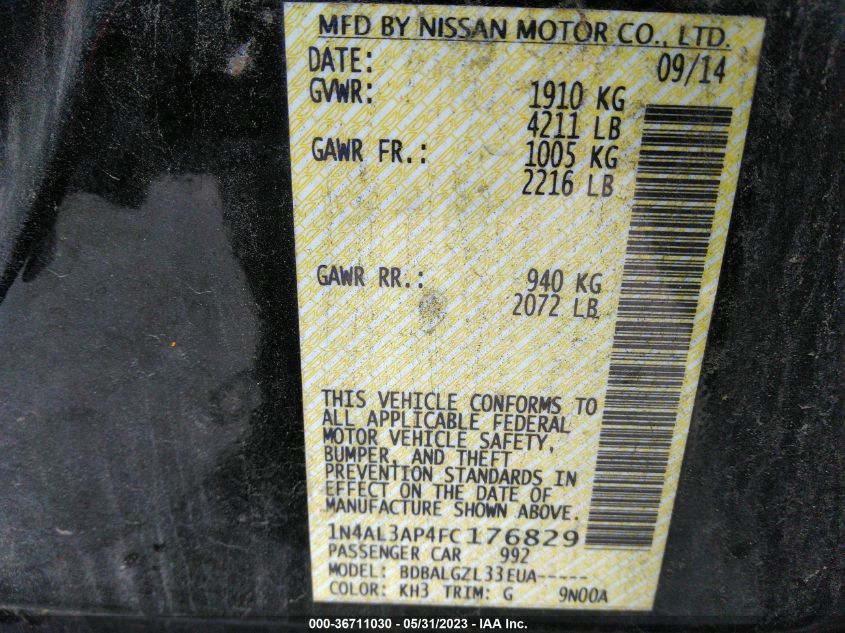 MFD BY NISSAN MOTOR CO., LTD.
DATE: 09/14
GVWR: 1910 KG
4211 LB
GAWR FR.: 1005 KG
2216 LB
GAWR RR.: 940 KG
2072 LB
THIS VEHICLE CONFORMS TO
ALL APPLICABLE FEDERAL
MOTOR VEHICLE SAFETY,
BUMPER, AND THEFT
PREVENTION STANDARDS IN
EFFECT ON THE DATE OF
MANUFACTURE SHOWN ABOVE.
1N4AL3AP4FC176829
PASSENGER CAR 992
MODEL: BDBALGZL33EUA-----
COLOR: KH3 TRIM: G 9N00A
000-36711030 - 05/31/2023 - IAA Inc.